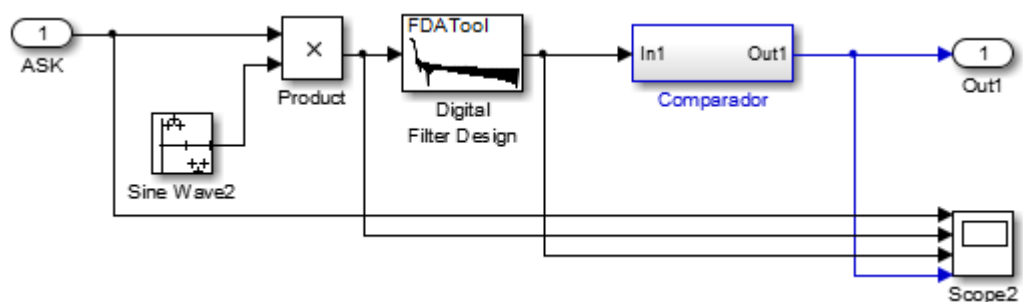 1
ASK
×
Product
FDATool
Digital
Filter Design
In1
Out1
Comparador
1
Out1
Sine Wave2
Scope2